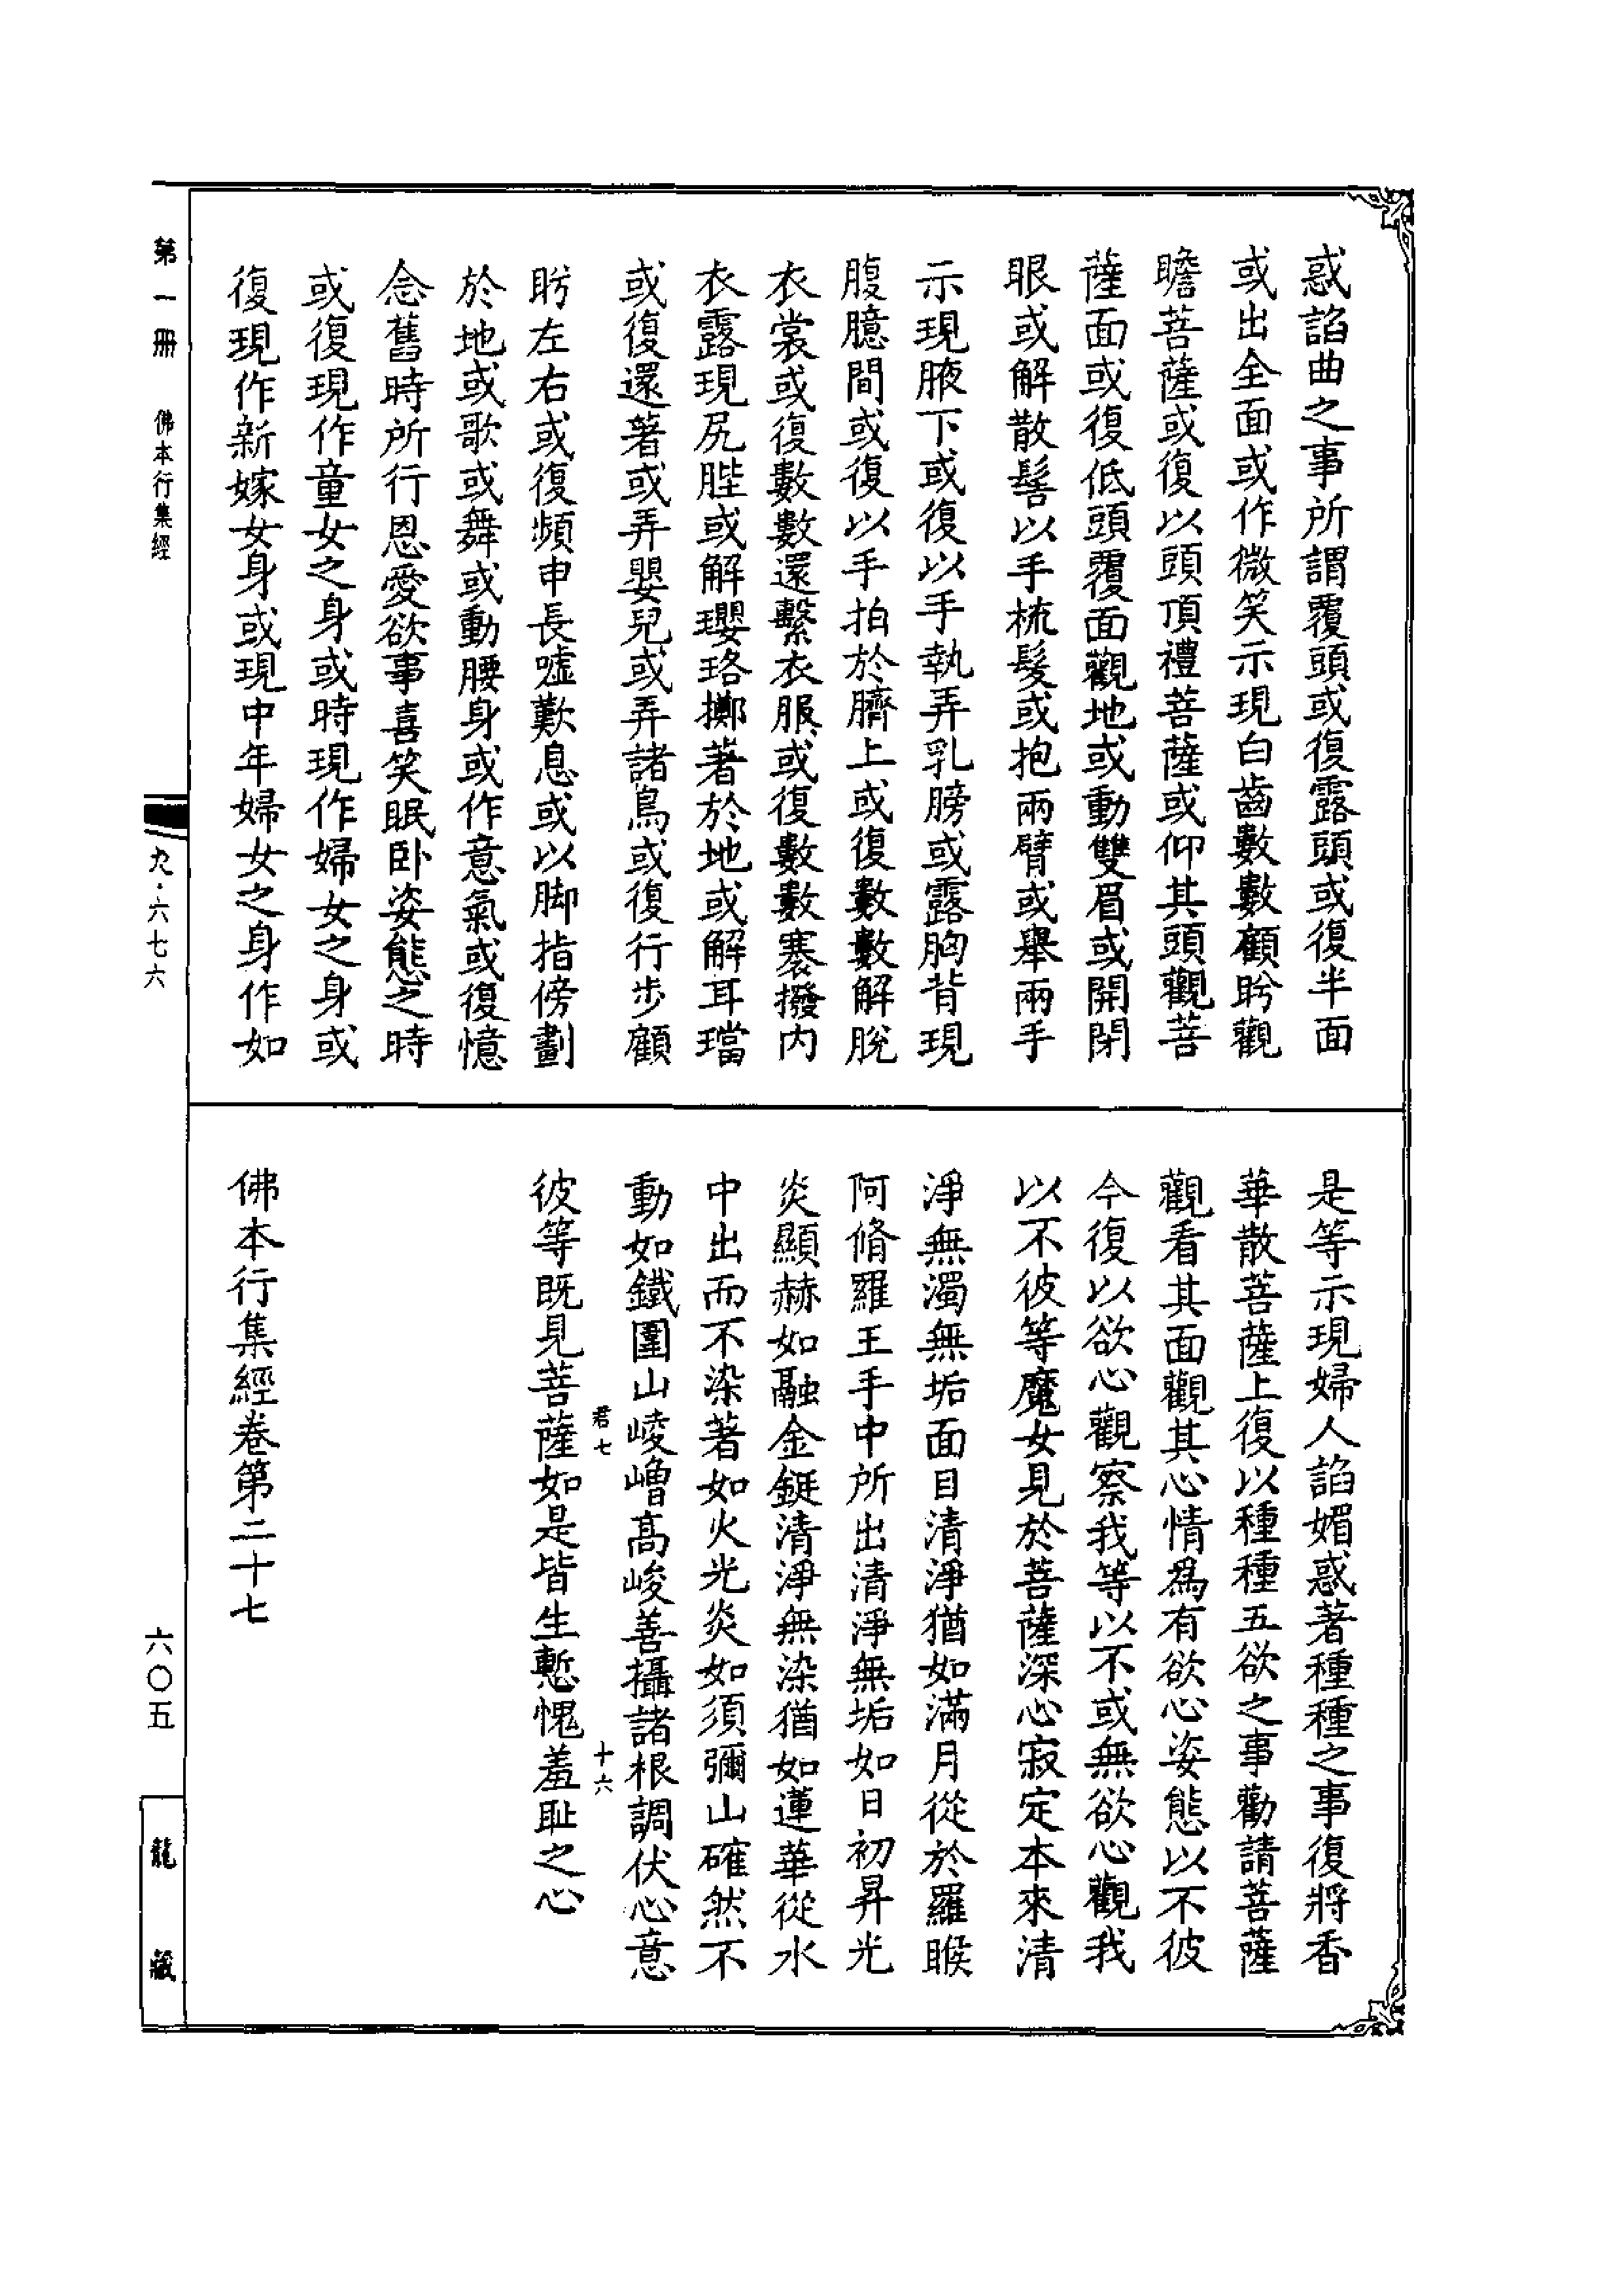 惑諂曲之事所謂覆頭或復露頭或復半面
或出全面或作微笑示現白齒數數顧眄觀
瞻菩薩或復以頭頂禮菩薩或仰其頭觀菩
薩面或復低頭覆面觀地或動雙眉或開閉
眼或解散髻以手梳髮或抱兩臂或舉兩手
示現腋下或復以手執弄乳膀或露胸背現
腹臆間或復以手拍於臍上或復數數解脫
衣裳或復數數還繫衣服或復數數褰撥内
衣露現尻䏶或解瓔珞擲著於地或解耳璫
或復還著或弄嬰兒或弄諸鳥或復行步顧
眄左右或復頻申長噓歎息或以脚指傍劃
於地或歌或舞或動腰身或作意氣或復憶
念舊時所行恩愛欲事喜笑眠卧姿態之時
或復現作童女之身或時現作婦女之身或
復現作新嫁女身或現中年婦女之身作如
是等示現婦人諂媚惑著種種之事復將香
華散菩薩上復以種種五欲之事勸請菩薩
觀看其面觀其心情爲有欲心姿態以不彼
今復以欲心觀察我等以不或無欲心觀我
以不彼等魔女見於菩薩深心寂定本來清
淨無濁無垢面目清淨猶如滿月從於羅睺
阿脩羅王手中所出清淨無垢如日初昇光
炎顯赫如融金鋌清淨無染猶如蓮華從水
中出而不染著如火光炎如須彌山確然不
動如鐵圍山崚嶒高峻善攝諸根調伏心意
君七 十六
彼等既見菩薩如是皆生慙愧羞耻之心
佛本行集經卷第二十七
第一冊 佛本行集經
九·六七六
六〇五
龍藏